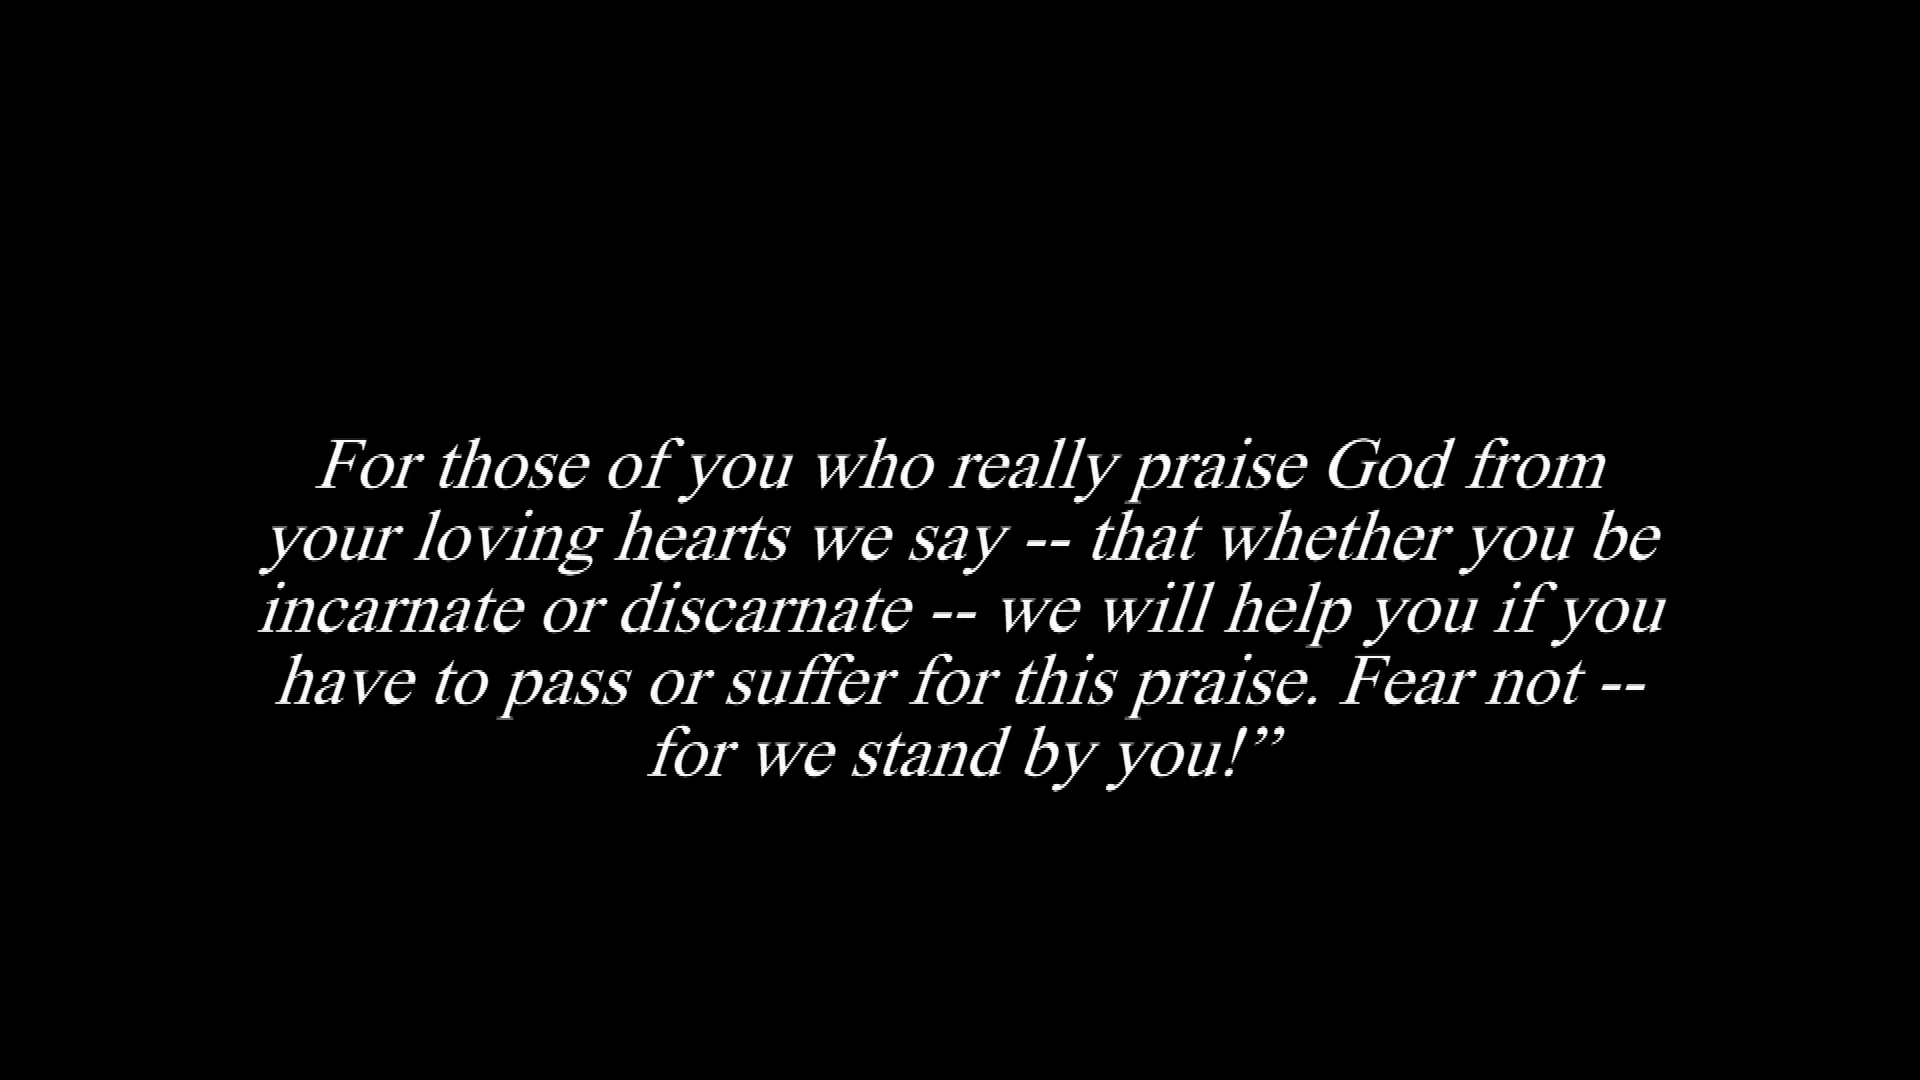 For those of you who really praise God from
your loving hearts we say -- that whether you be
incarnate or discarnate -- we will help you if you
have to pass or suffer for this praise. Fear not --
for we stand by you!”